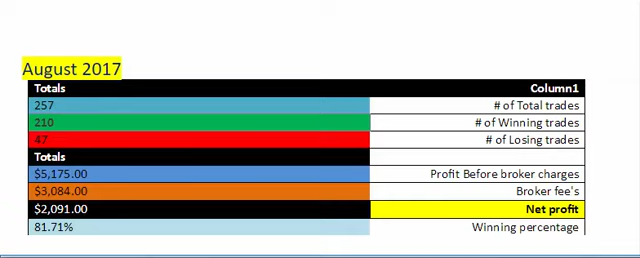 August 2017
Totals Column1
257 # of Total trades
210 # of Winning trades
47 # of Losing trades
Totals
$5,175.00 Profit Before broker charges
$3,084.00 Broker fee's
$2,091.00 Net profit
81.71% Winning percentage